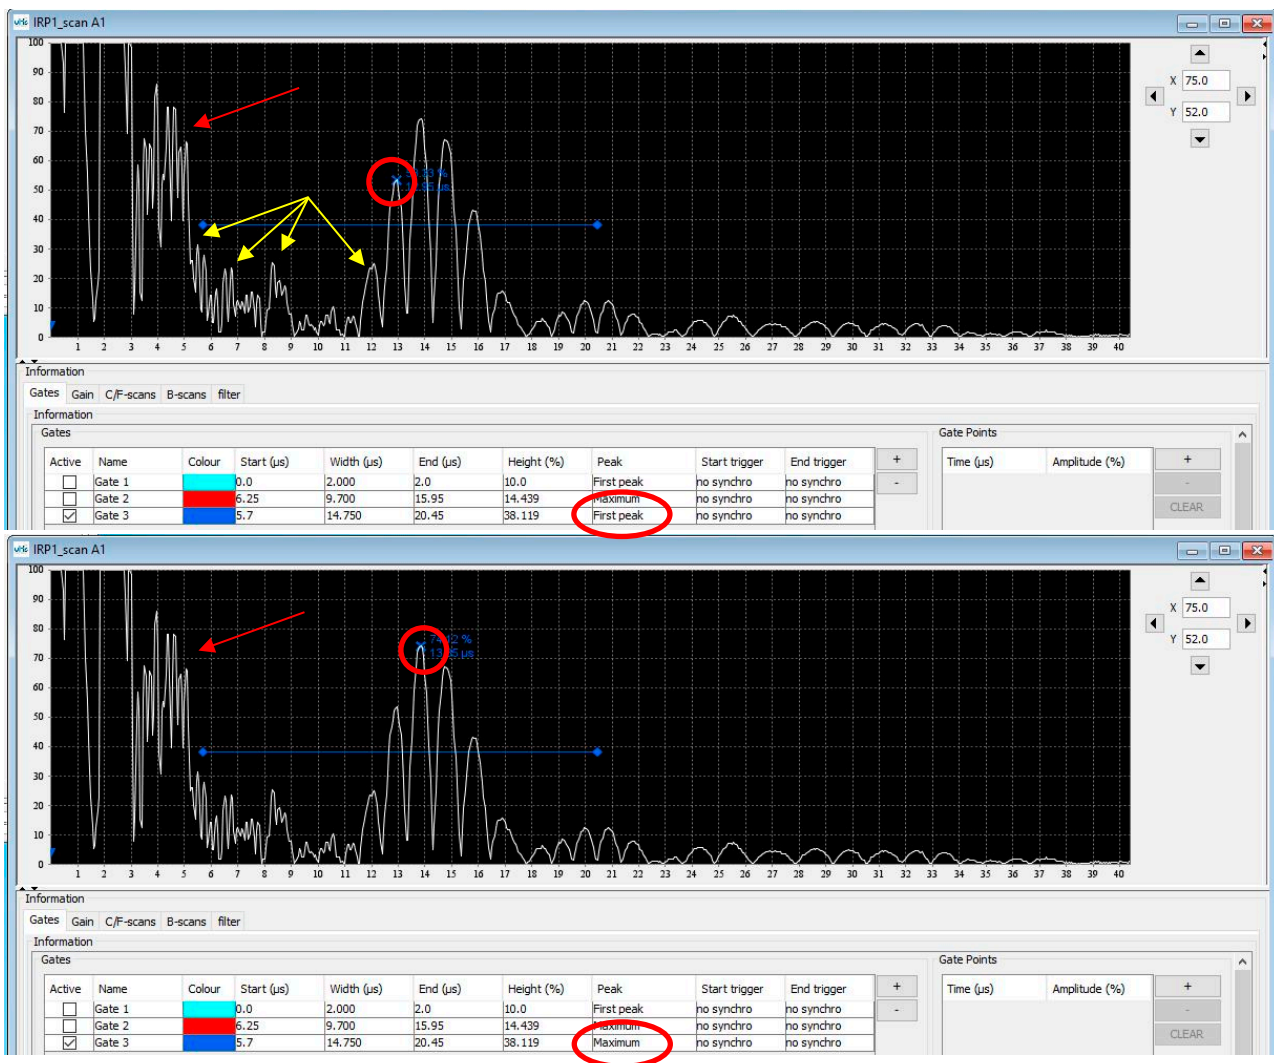 IRP1_scan A1
100
90
80
70
60
50
40
30
20
10
0
53.33 %
12.95 µs
1 2 3 4 5 6 7 8 9 10 11 12 13 14 15 16 17 18 19 20 21 22 23 24 25 26 27 28 29 30 31 32 33 34 35 36 37 38 39 40
X 75.0
Y 52.0
Information
Gates Gain C/F-scans B-scans filter
Information
Gates
Gate Points
Active Name Colour Start (µs) Width (µs) End (µs) Height (%) Peak Start trigger End trigger + Time (µs) Amplitude (%) +
Gate 1 0.0 2.000 2.0 10.0 First peak no synchro no synchro - -
Gate 2 6.25 9.700 15.95 14.439 Maximum no synchro no synchro
CLEAR
Gate 3 5.7 14.750 20.45 38.119 First peak no synchro no synchro
IRP1_scan A1
100
90
80
70
60
50
40
30
20
10
0
74.12 %
13.85 µs
1 2 3 4 5 6 7 8 9 10 11 12 13 14 15 16 17 18 19 20 21 22 23 24 25 26 27 28 29 30 31 32 33 34 35 36 37 38 39 40
X 75.0
Y 52.0
Information
Gates Gain C/F-scans B-scans filter
Information
Gates
Gate Points
Active Name Colour Start (µs) Width (µs) End (µs) Height (%) Peak Start trigger End trigger + Time (µs) Amplitude (%) +
Gate 1 0.0 2.000 2.0 10.0 First peak no synchro no synchro - -
Gate 2 6.25 9.700 15.95 14.439 Maximum no synchro no synchro
CLEAR
Gate 3 5.7 14.750 20.45 38.119 Maximum no synchro no synchro